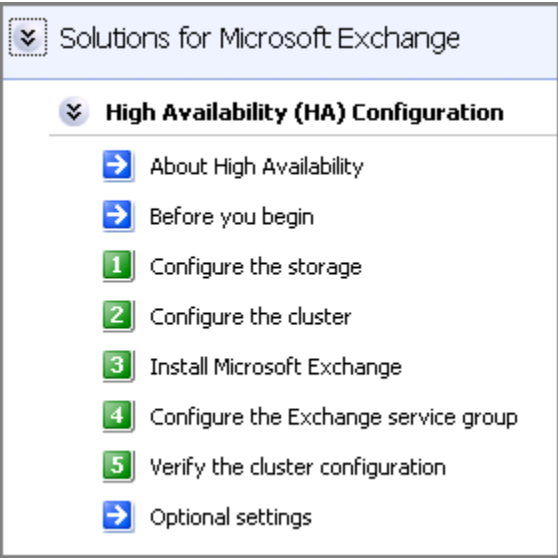 Solutions for Microsoft Exchange
High Availability (HA) Configuration
About High Availability
Before you begin
1 Configure the storage
2 Configure the cluster
3 Install Microsoft Exchange
4 Configure the Exchange service group
5 Verify the cluster configuration
Optional settings